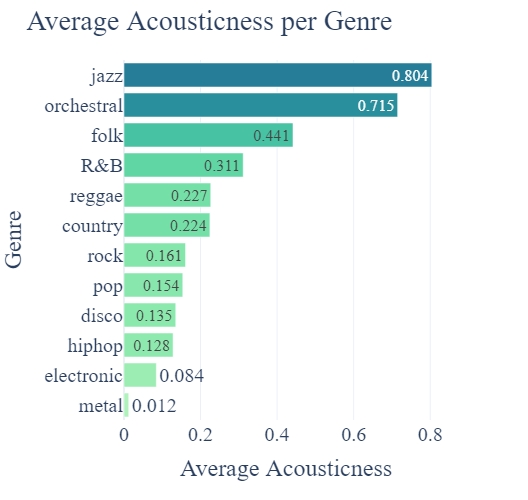 Average Acousticness per Genre
jazz 0.804
orchestral 0.715
folk 0.441
R&B 0.311
reggae 0.227
country 0.224
rock 0.161
pop 0.154
disco 0.135
hiphop 0.128
electronic 0.084
metal 0.012
0 0.2 0.4 0.6 0.8
Average Acousticness
Genre